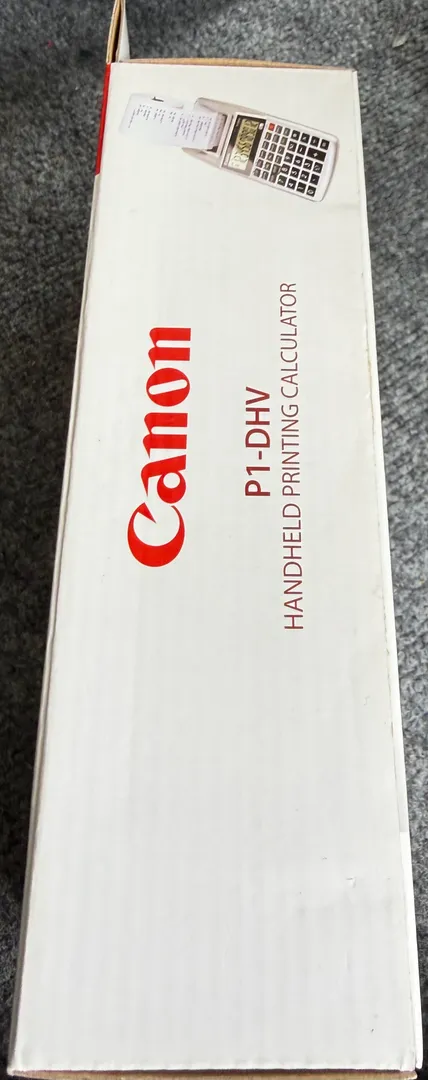 Canon
P1-DHV
HANDHELD PRINTING CALCULATOR